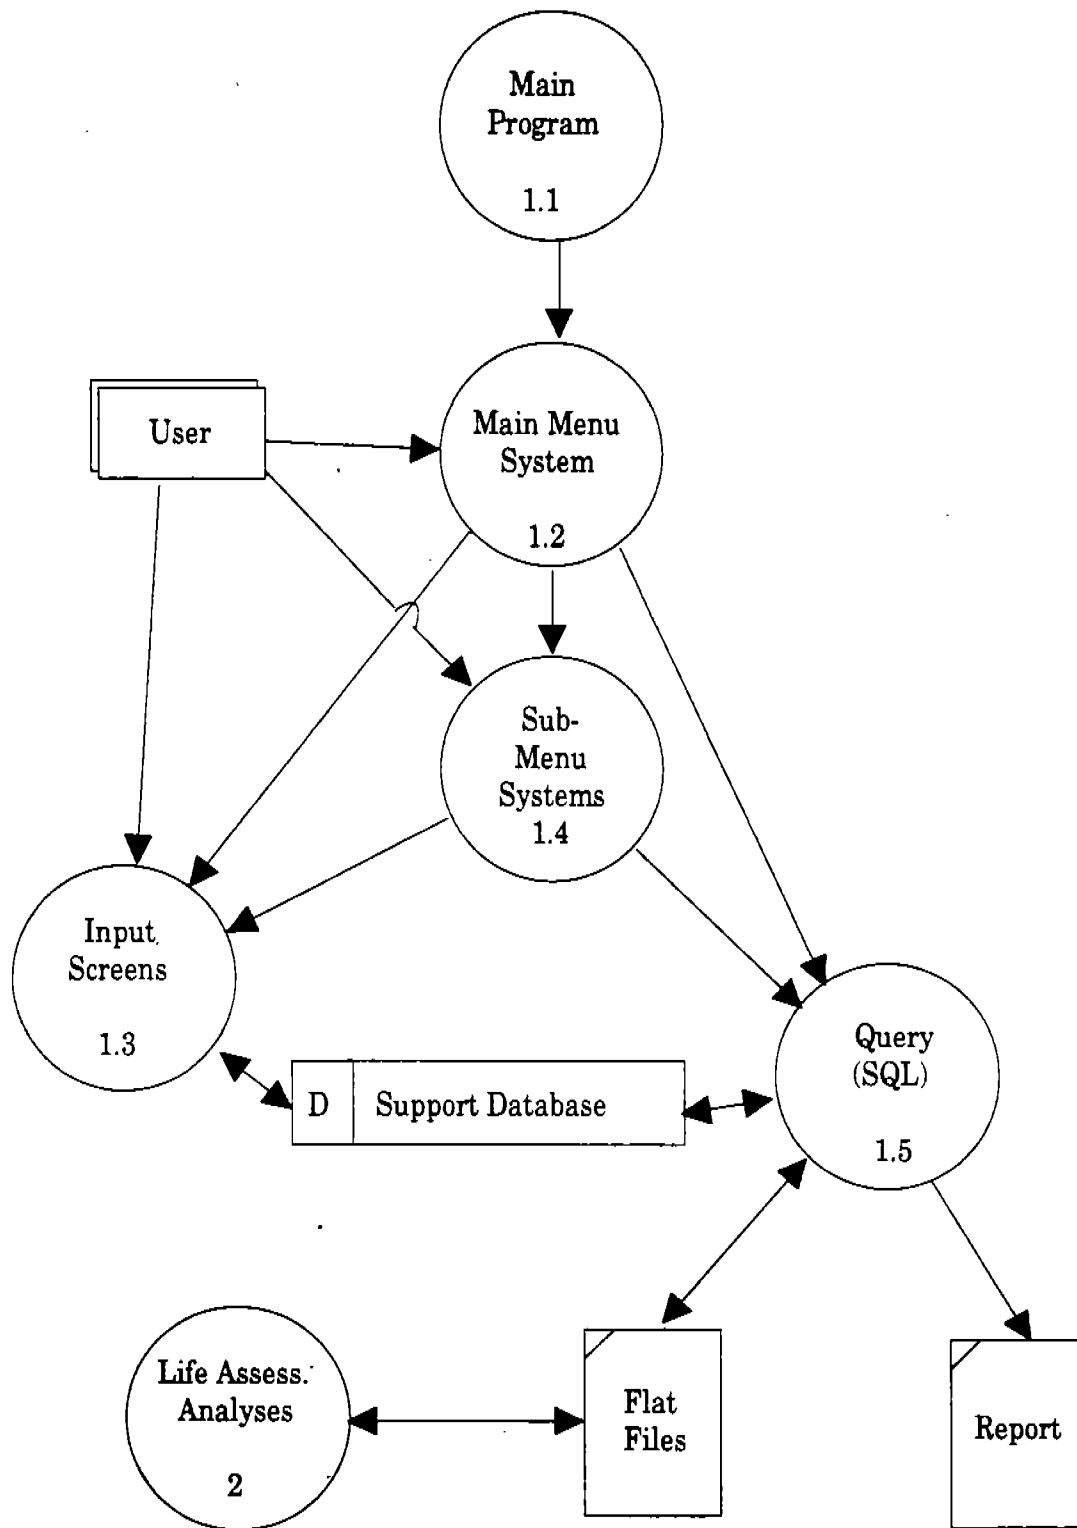 Main
Program
1.1
User
Main Menu
System
1.2
Sub-
Menu
Systems
1.4
Input
Screens
1.3
D
Support Database
Query
(SQL)
1.5
Life Assess.
Analyses
2
Flat
Files
Report